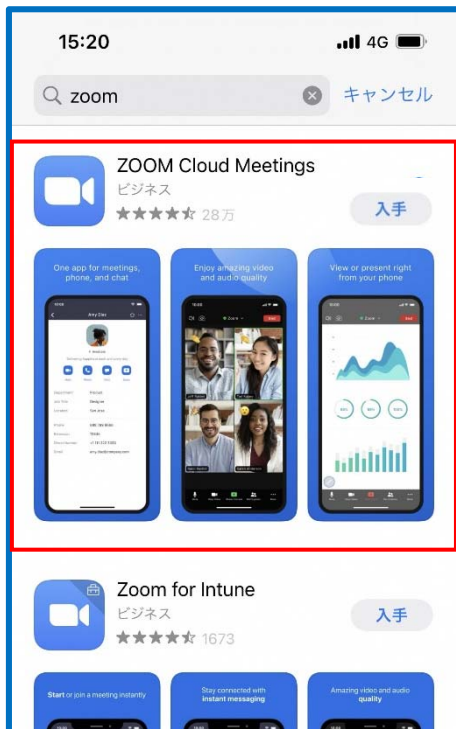 15:20
4G
zoom
キャンセル
ZOOM Cloud Meetings
ビジネス
28万
入手
One app for meetings,
phone, and chat
Enjoy amazing video
and audio quality
View or present right
from your phone
Zoom for Intune
ビジネス
1673
入手
Start or join a meeting instantly
Stay connected with
instant messaging
Amazing video and audio
quality